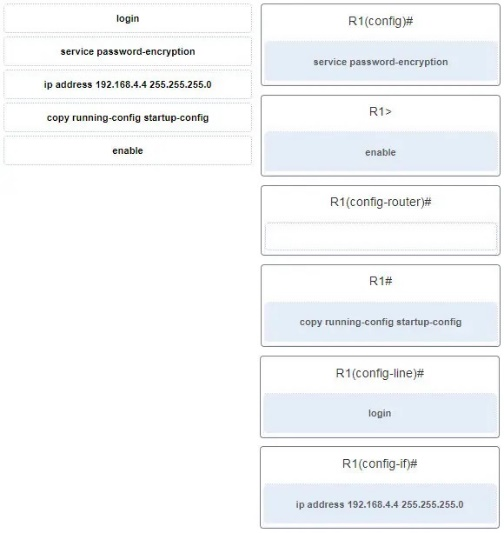 login
service password-encryption
ip address 192.168.4.4 255.255.255.0
copy running-config startup-config
enable
R1(config)#
service password-encryption
R1>
enable
R1(config-router)#
R1#
copy running-config startup-config
R1(config-line)#
login
R1(config-if)#
ip address 192.168.4.4 255.255.255.0